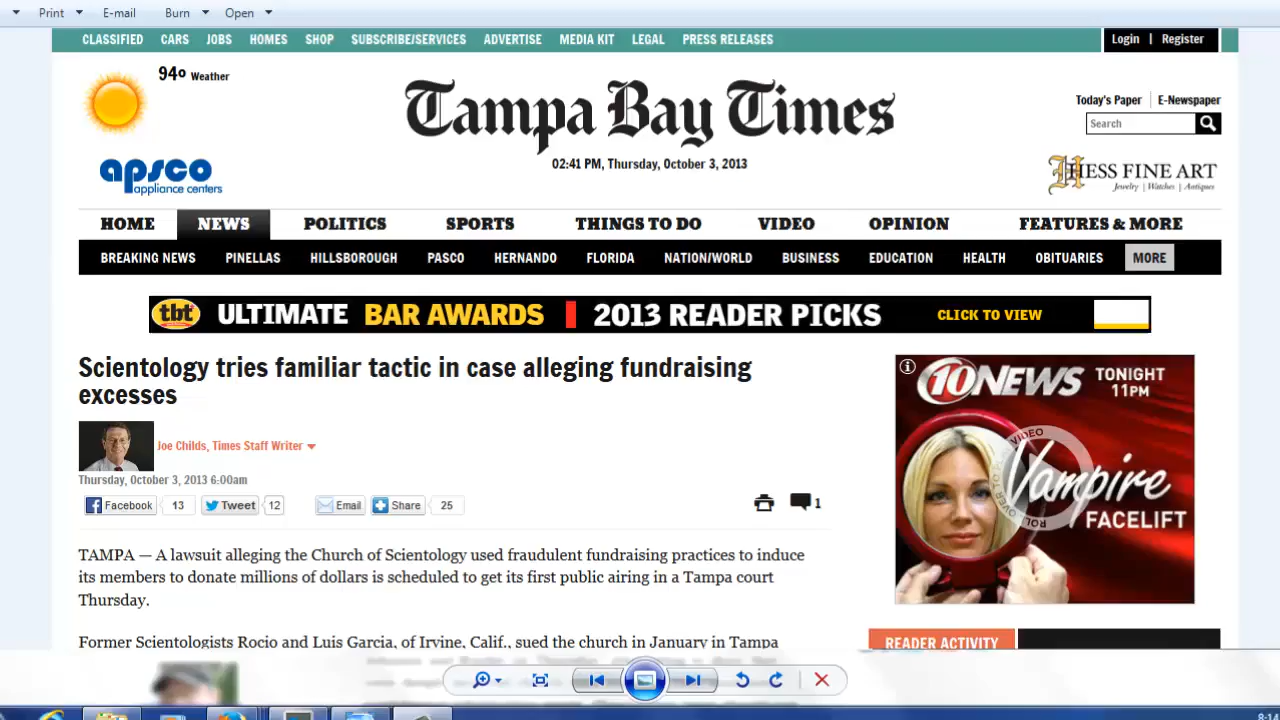 Print E-mail Burn Open
CLASSIFIED CARS JOBS HOMES SHOP SUBSCRIBE/SERVICES ADVERTISE MEDIA KIT LEGAL PRESS RELEASES Login | Register
94º Weather
Tampa Bay Times
02:41 PM, Thursday, October 3, 2013
Today's Paper | E-Newspaper
Search
apsco
appliance centers
HESS FINE ART
Jewelry | Watches | Antiques
HOME NEWS POLITICS SPORTS THINGS TO DO VIDEO OPINION FEATURES & MORE
BREAKING NEWS PINELLAS HILLSBOROUGH PASCO HERNANDO FLORIDA NATION/WORLD BUSINESS EDUCATION HEALTH OBITUARIES MORE
tbt ULTIMATE BAR AWARDS 2013 READER PICKS CLICK TO VIEW
Scientology tries familiar tactic in case alleging fundraising
excesses
Joe Childs, Times Staff Writer
Thursday, October 3, 2013 6:00am
Facebook 13 Tweet 12 Email Share 25 1
TAMPA — A lawsuit alleging the Church of Scientology used fraudulent fundraising practices to induce
its members to donate millions of dollars is scheduled to get its first public airing in a Tampa court
Thursday.
Former Scientologists Rocio and Luis Garcia, of Irvine, Calif., sued the church in January in Tampa
10 NEWS TONIGHT
11PM
VIDEO
Vampire
FACELIFT
READER ACTIVITY